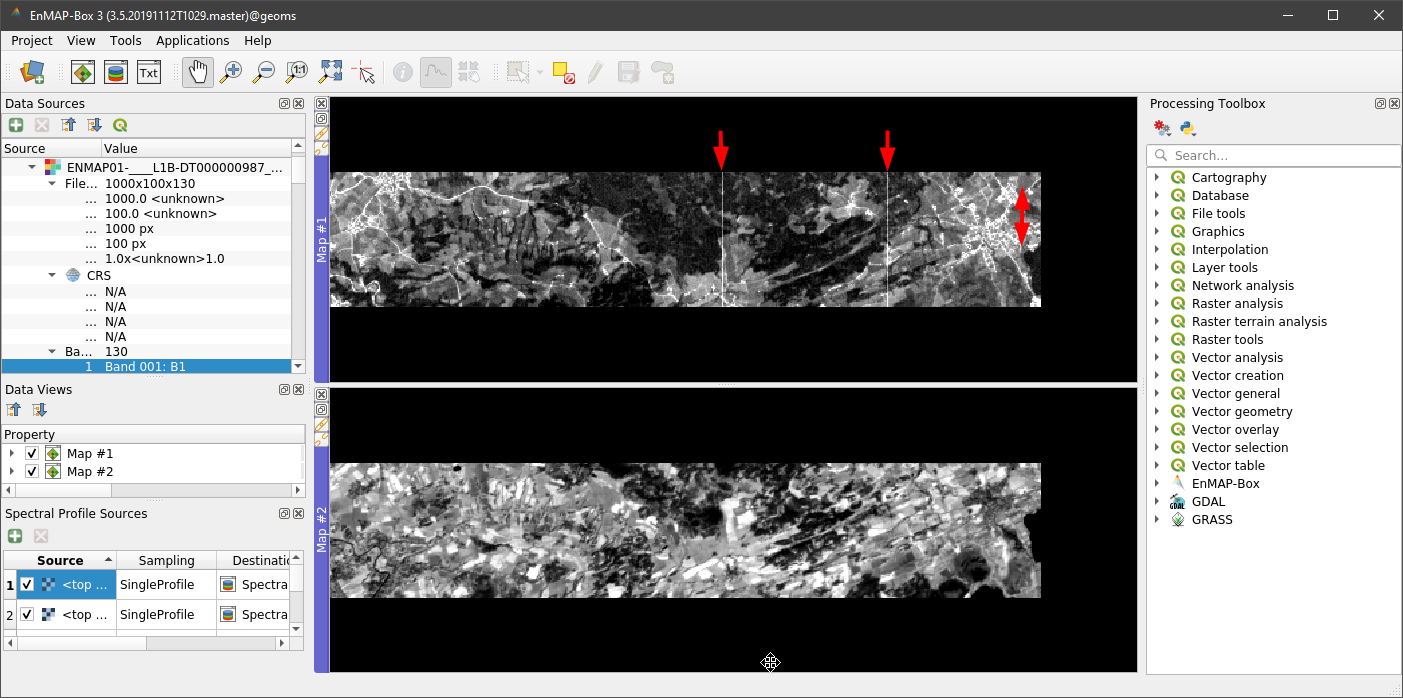 EnMAP-Box 3 (3.5.20191112T1029.master)@geoms
Project View Tools Applications Help
Txt 1:1
Data Sources
Source Value
ENMAP01-____L1B-DT000000987_...
File... 1000x100x130
... 1000.0 <unknown>
... 100.0 <unknown>
... 1000 px
... 100 px
... 1.0x<unknown>1.0
CRS
... N/A
... N/A
... N/A
... N/A
Ba... 130
1 Band 001: B1
Data Views
Property
Map #1
Map #2
Spectral Profile Sources
Source Sampling Destinatio
1 <top ... SingleProfile Spectra
2 <top ... SingleProfile Spectra
Map #1
Map #2
Processing Toolbox
Search...
Cartography
Database
File tools
Graphics
Interpolation
Layer tools
Network analysis
Raster analysis
Raster terrain analysis
Raster tools
Vector analysis
Vector creation
Vector general
Vector geometry
Vector overlay
Vector selection
Vector table
EnMAP-Box
GDAL
GRASS